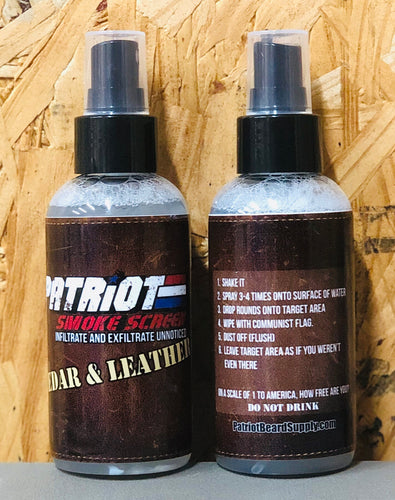 PATRIOT
SMOKE SCREEN
INFILTRATE AND EXFILTRATE UNNOTICED
EDAR & LEATHER
1. SHAKE IT
2. SPRAY 3-4 TIMES ONTO SURFACE OF WATER
3. DROP ROUNDS ONTO TARGET AREA
4. WIPE WITH COMMUNIST FLAG.
5. DUST OFF (FLUSH)
6. LEAVE TARGET AREA AS IF YOU WEREN'T
EVEN THERE
ON A SCALE OF 1 TO AMERICA, HOW FREE ARE YOU?
DO NOT DRINK
PatriotBeardSupply.com